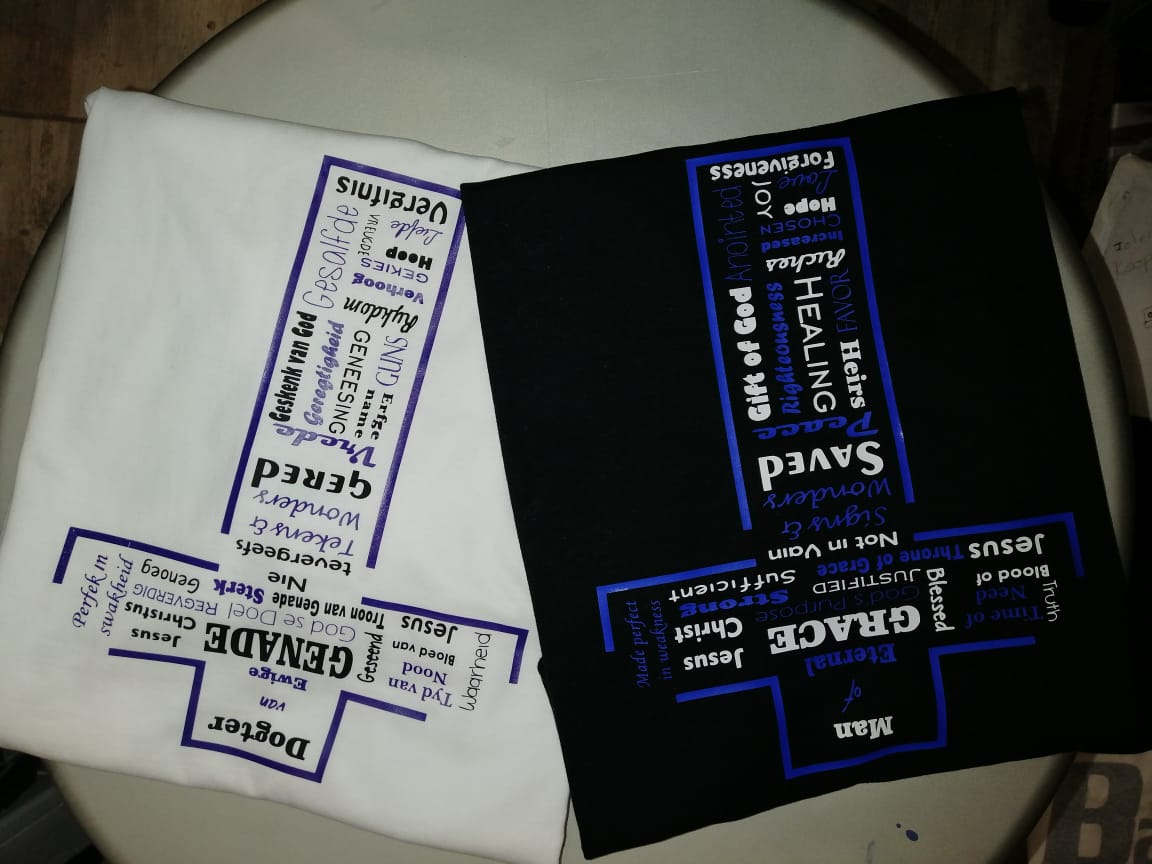 Dogter
van
Ewige
GENADE
Jesus
Christus
Perfek in
swakheid
Genoeg
REGVERDIG
God se Doel
Sterk
Troon van Genade
Geseënd
Jesus
Bloed van
Nood
Tyd van
Waarheid
Nie
tevergeefs
Tekens &
Wonders
GERED
Vrede
Erfge
name
GUNS
GENEESING
Geregtigheid
Geskenk van God
Rykdom
Verhoog
GEKIES
Hoop
Liefde
VREUGDE
Gesalfde
Vergifnis
Man
of
Eternal
GRACE
Jesus
Christ
Made perfect
in weakness
Sufficient
Strong
God's Purpose
JUSTIFIED
Throne of Grace
Blessed
Jesus
Blood of
Time of
Need
Truth
Not in Vain
Signs &
Wonders
SAVED
Peace
Heirs
FAVOR
HEALING
Righteousness
Gift of God
Riches
Increased
CHOSEN
Hope
Love
JOY
Anointed
Forgiveness